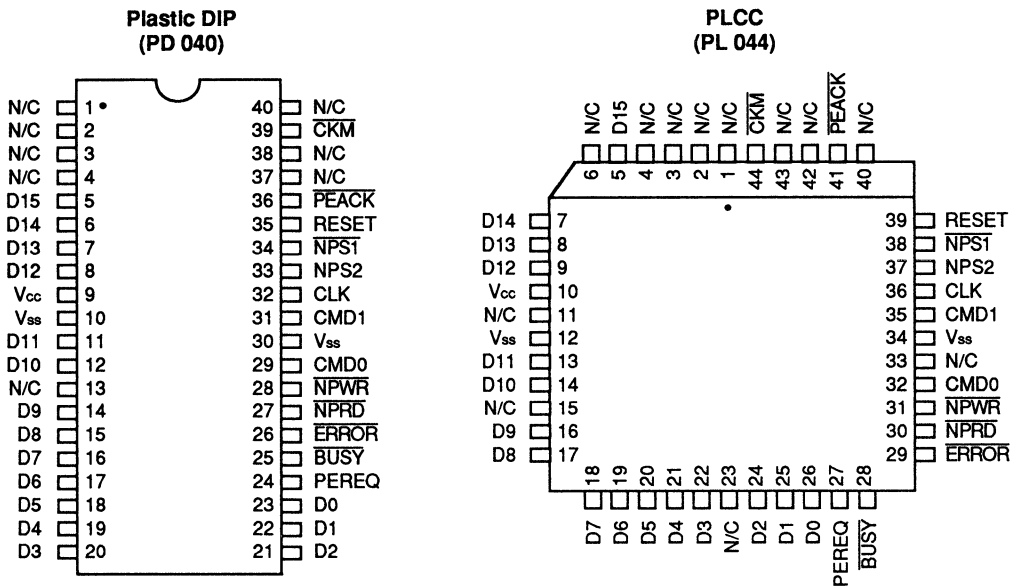 Plastic DIP
(PD 040)
N/C 1 40 N/C
N/C 2 39 CKM
N/C 3 38 N/C
N/C 4 37 N/C
D15 5 36 PEACK
D14 6 35 RESET
D13 7 34 NPS1
D12 8 33 NPS2
Vcc 9 32 CLK
Vss 10 31 CMD1
D11 11 30 Vss
D10 12 29 CMD0
N/C 13 28 NPWR
D9 14 27 NPRD
D8 15 26 ERROR
D7 16 25 BUSY
D6 17 24 PEREQ
D5 18 23 D0
D4 19 22 D1
D3 20 21 D2
PLCC
(PL 044)
N/C D15 N/C N/C N/C N/C CKM N/C N/C PEACK N/C
6 5 4 3 2 1 44 43 42 41 40
D14 7 39 RESET
D13 8 38 NPS1
D12 9 37 NPS2
Vcc 10 36 CLK
N/C 11 35 CMD1
Vss 12 34 Vss
D11 13 33 N/C
D10 14 32 CMD0
N/C 15 31 NPWR
D9 16 30 NPRD
D8 17 29 ERROR
18 19 20 21 22 23 24 25 26 27 28
D7 D6 D5 D4 D3 N/C D2 D1 D0 PEREQ BUSY